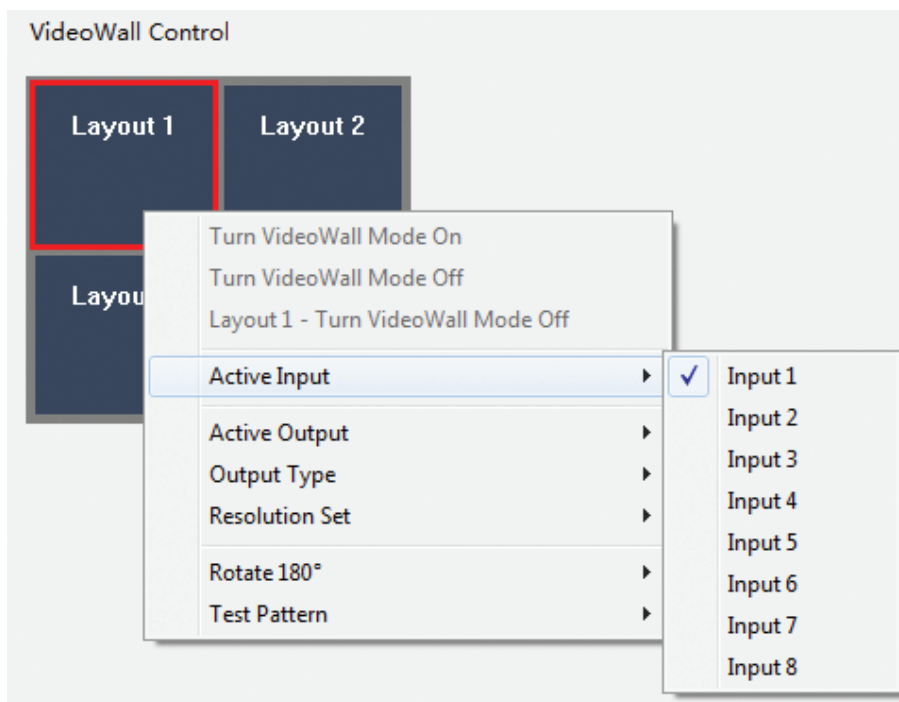 VideoWall Control
Layout 1 Layout 2
Turn VideoWall Mode On
Turn VideoWall Mode Off
Layou
Layout 1 - Turn VideoWall Mode Off
Active Input
Input 1
Input 2
Active Output
Input 3
Output Type
Input 4
Resolution Set
Input 5
Rotate 180°
Input 6
Test Pattern
Input 7
Input 8